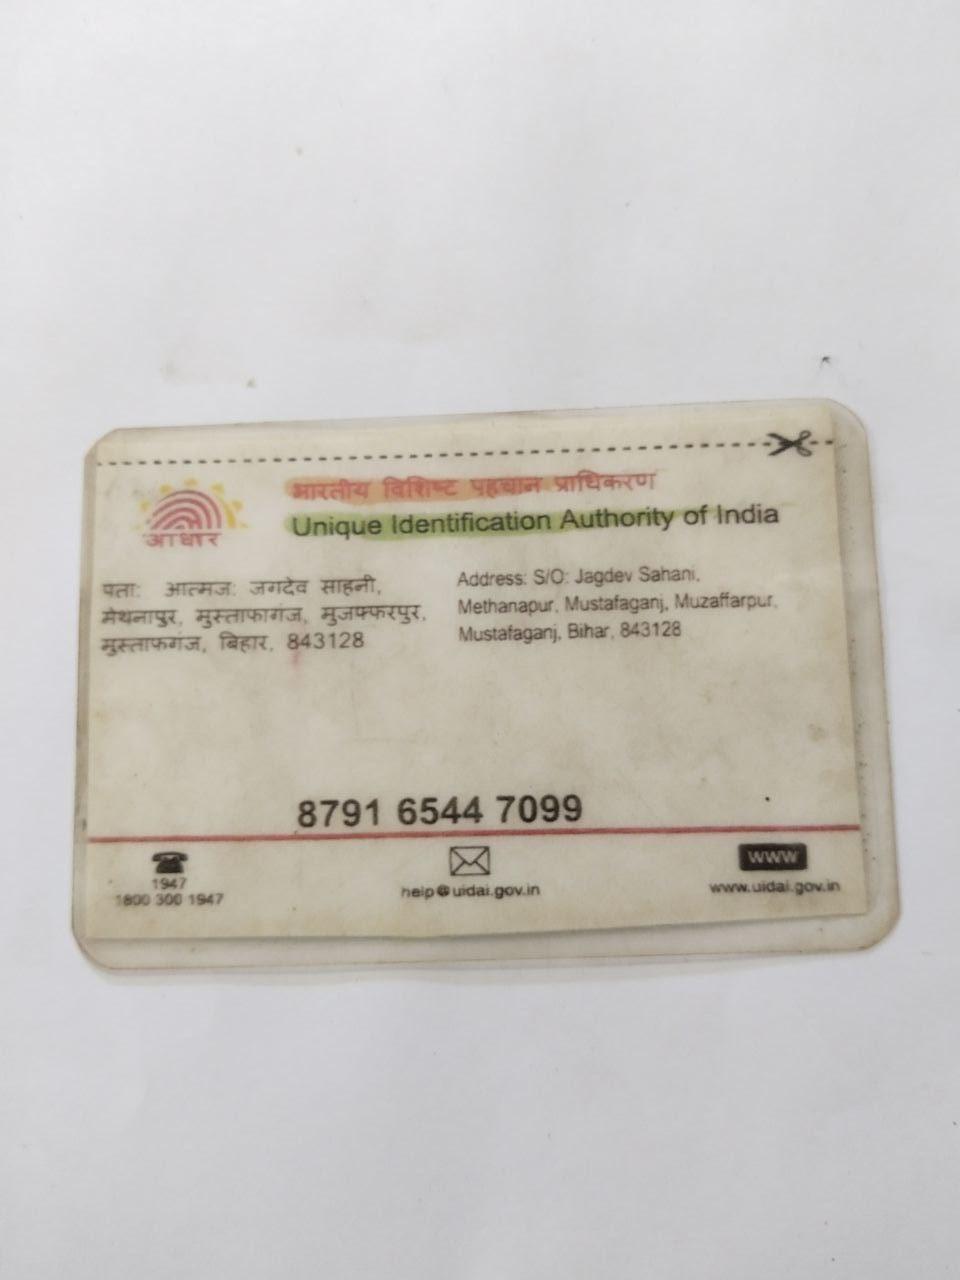 भारतीय विशिष्ट पहचान प्राधिकरण
Unique Identification Authority of India
आधार
पता: आत्मज: जगदेव साहनी,
मेथनापुर, मुस्ताफागंज, मुजफ्फरपुर,
मुस्ताफगंज, बिहार, 843128
Address: S/O: Jagdev Sahani,
Methanapur, Mustafaganj, Muzaffarpur,
Mustafaganj, Bihar, 843128
8791 6544 7099
1947
1800 300 1947
help@uidai.gov.in
www
www.uidai.gov.in